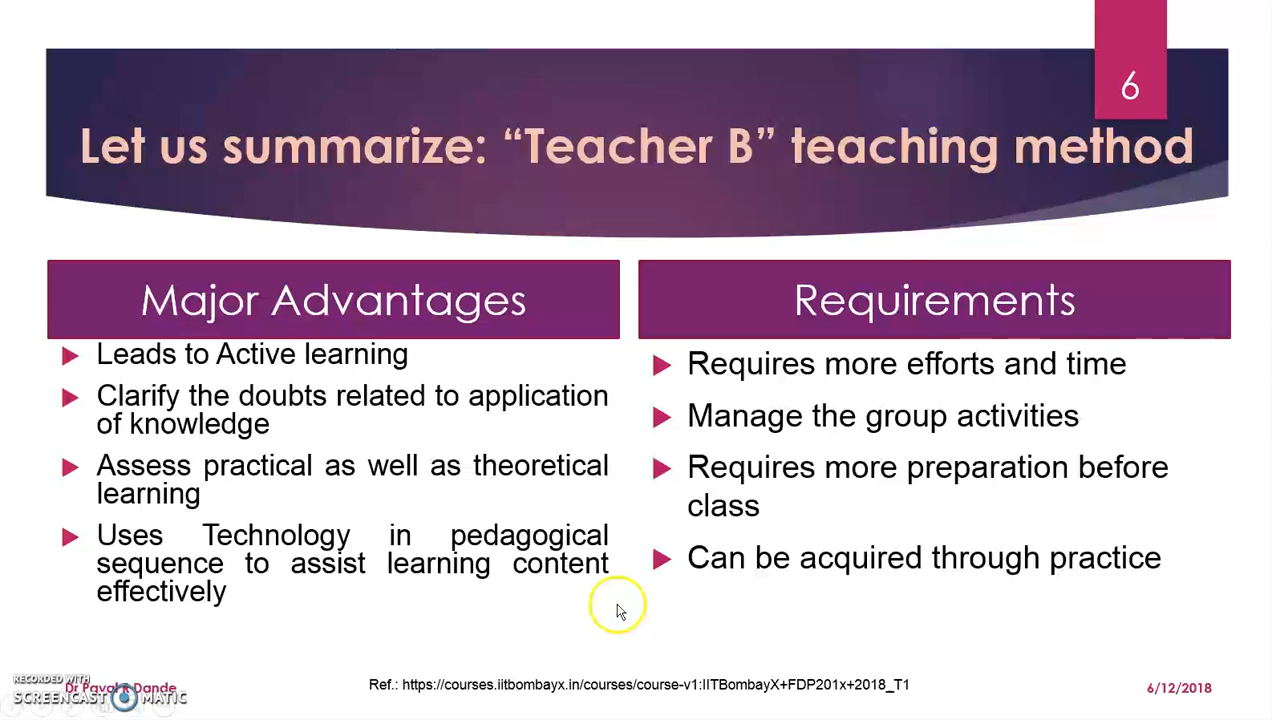 6
Let us summarize: “Teacher B” teaching method
Major Advantages
Leads to Active learning
Clarify the doubts related to application
of knowledge
Assess practical as well as theoretical
learning
Uses Technology in pedagogical
sequence to assist learning content
effectively
Requirements
Requires more efforts and time
Manage the group activities
Requires more preparation before
class
Can be acquired through practice
RECORDED WITH
SCREENCAST MATIC
Dr Payal R Dande
Ref.: https://courses.iitbombayx.in/courses/course-v1:IITBombayX+FDP201x+2018_T1
6/12/2018